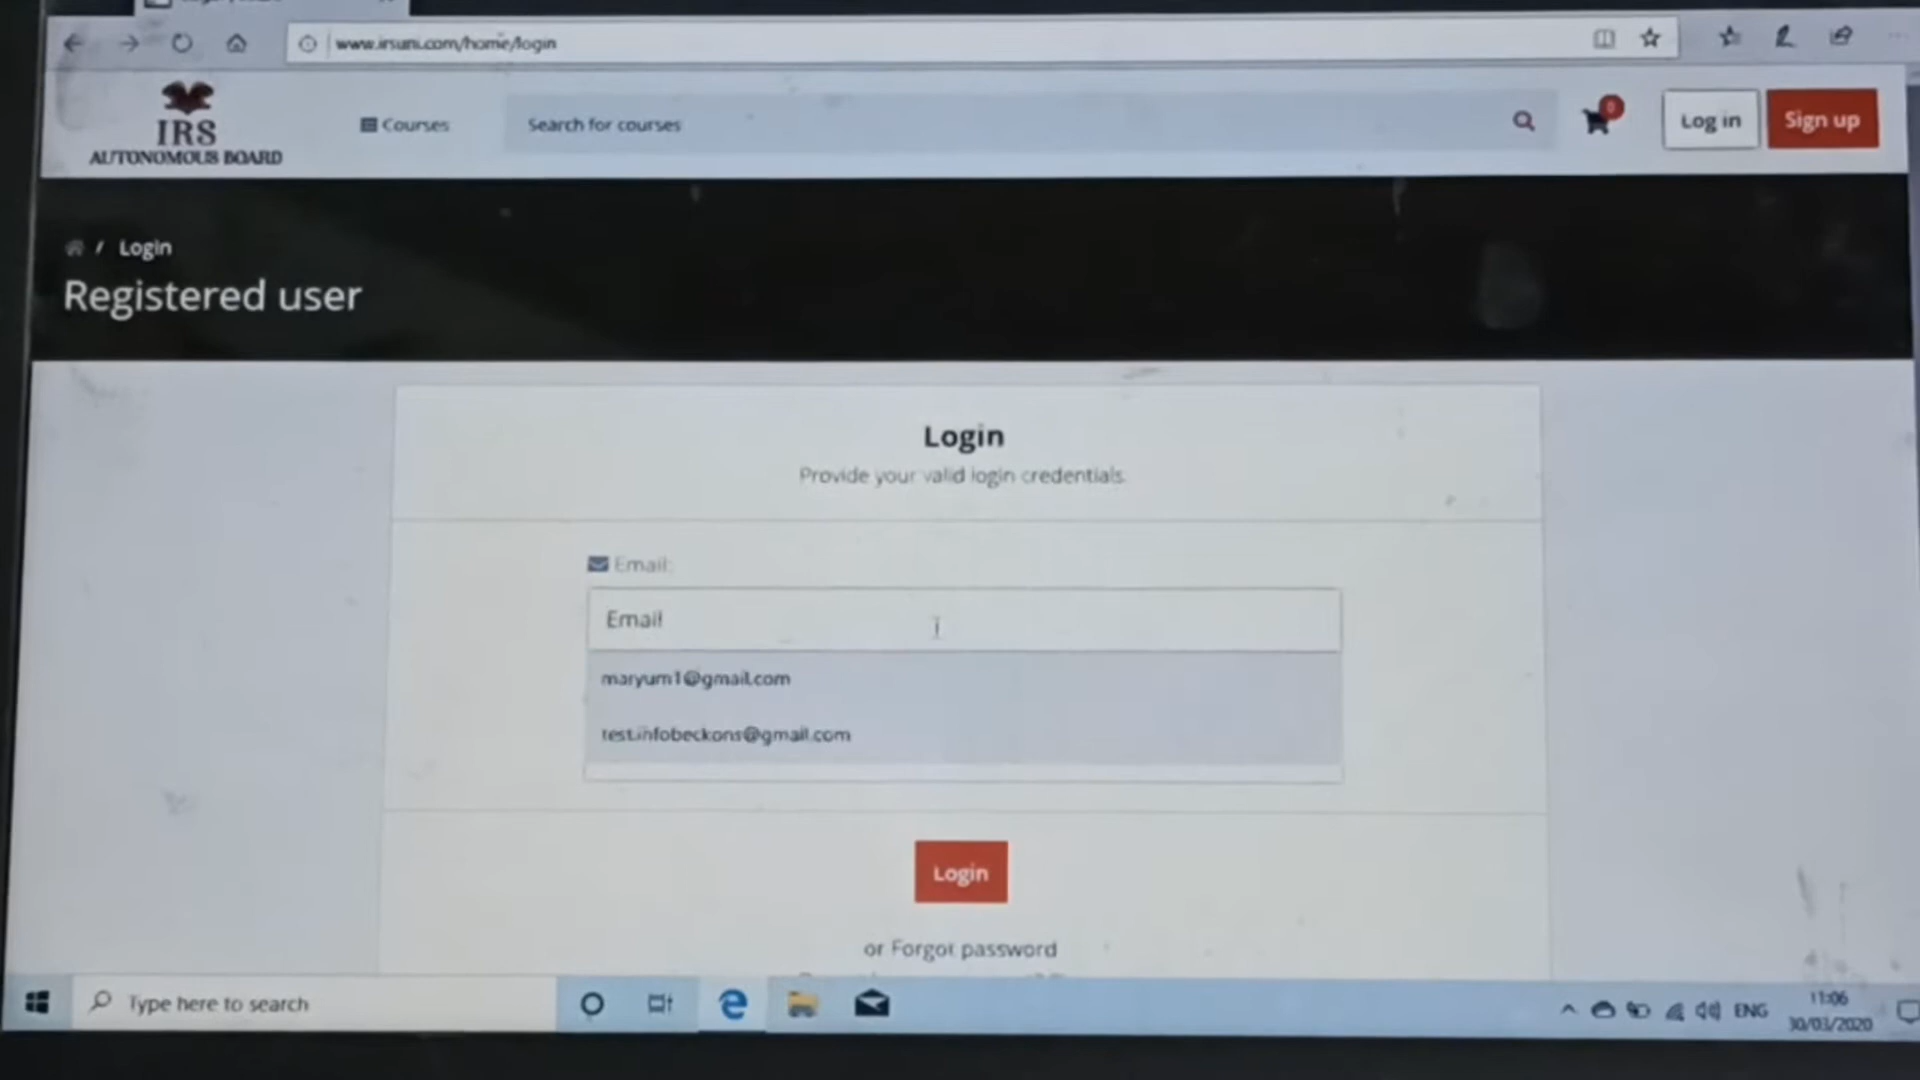 www.irsuni.com/home/login
IRS
AUTONOMOUS BOARD
Courses
Search for courses
0
Log in
Sign up
/ Login
Registered user
Login
Provide your valid login credentials
Email:
Email
maryum1@gmail.com
test.infobeckons@gmail.com
Login
or Forgot password
Type here to search
ENG
11:06
30/03/2020